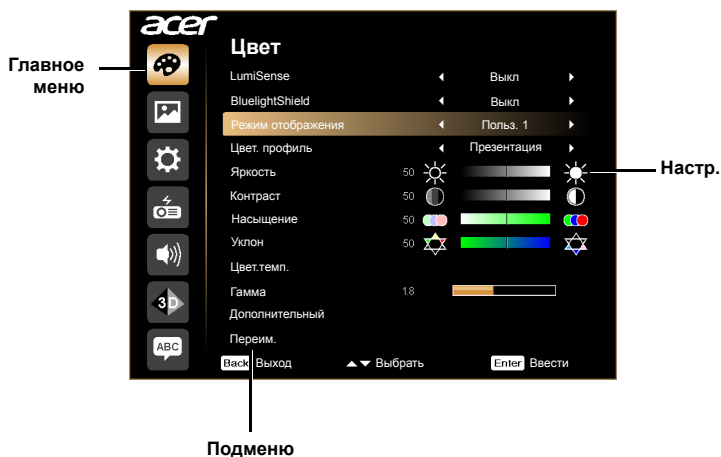 acer
Цвет
Главное
меню
LumiSense Выкл
BluelightShield Выкл
Режим отображения Польз. 1
Цвет. профиль Презентация
Яркость 50
Настр.
Контраст 50
Насыщение 50
Уклон 50
Цвет.темп.
Гамма 1.8
3D
Дополнительный
ABC
Переим.
Back Выход Выбрать Enter Ввести
Подменю